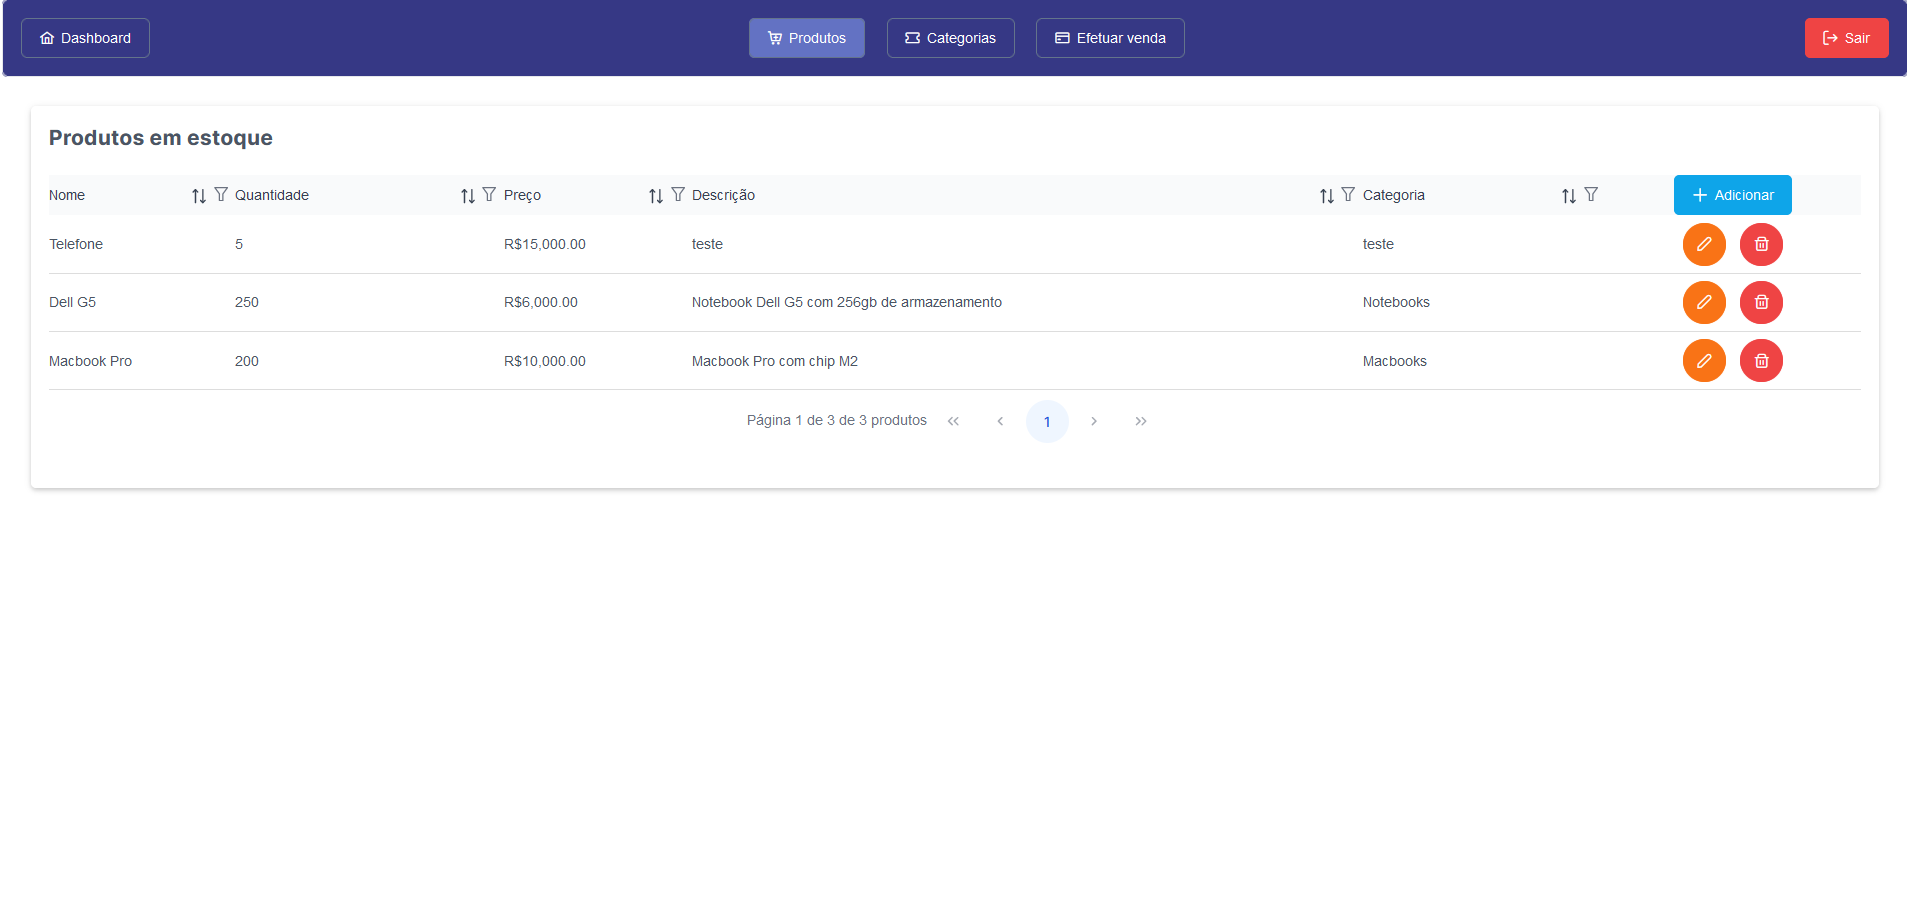 Dashboard Produtos Categorias Efetuar venda Sair
Produtos em estoque
Nome Quantidade Preço Descrição Categoria Adicionar
Telefone 5 R$15,000.00 teste teste
Dell G5 250 R$6,000.00 Notebook Dell G5 com 256gb de armazenamento Notebooks
Macbook Pro 200 R$10,000.00 Macbook Pro com chip M2 Macbooks
Página 1 de 3 de 3 produtos 1